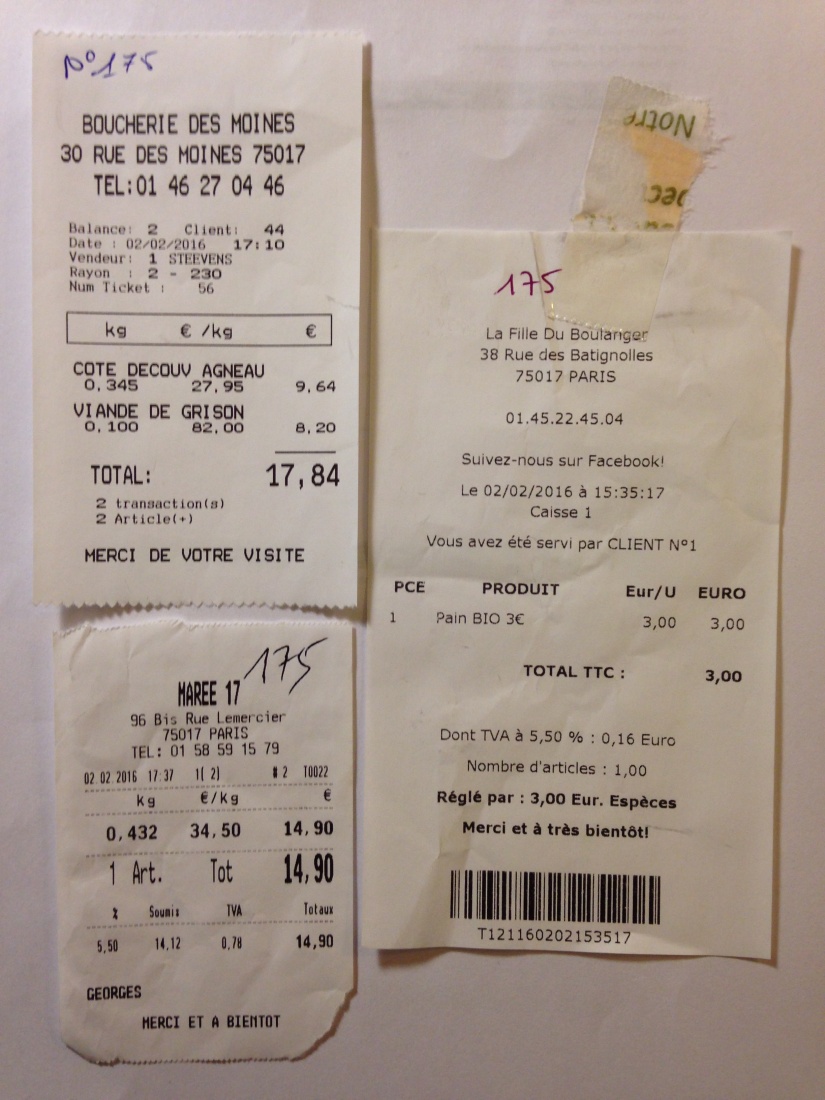 N° 175
BOUCHERIE DES MOINES
30 RUE DES MOINES 75017
TEL:01 46 27 04 46
Balance: 2 Client: 44
Date : 02/02/2016 17:10
Vendeur: 1 STEEVENS
Rayon : 2 - 230
Num Ticket : 56
kg € /kg €
COTE DECOUV AGNEAU
0,345 27,95 9,64
VIANDE DE GRISON
0,100 82,00 8,20
TOTAL: 17,84
2 transaction(s)
2 Article(+)
MERCI DE VOTRE VISITE
175
MAREE 17
96 Bis Rue Lemercier
75017 PARIS
TEL: 01 58 59 15 79
02.02.2016 17:37 1( 2) # 2 T0022
kg €/kg €
0,432 34,50 14,90
1 Art. Tot 14,90
% Soumis TVA Totaux
5,50 14,12 0,78 14,90
GEORGES
MERCI ET A BIENTOT
Notre
175
La Fille Du Boulanger
38 Rue des Batignolles
75017 PARIS
01.45.22.45.04
Suivez-nous sur Facebook!
Le 02/02/2016 à 15:35:17
Caisse 1
Vous avez été servi par CLIENT N°1
PCE PRODUIT Eur/U EURO
1 Pain BIO 3€ 3,00 3,00
TOTAL TTC : 3,00
Dont TVA à 5,50 % : 0,16 Euro
Nombre d'articles : 1,00
Réglé par : 3,00 Eur. Espèces
Merci et à très bientôt!
T121160202153517